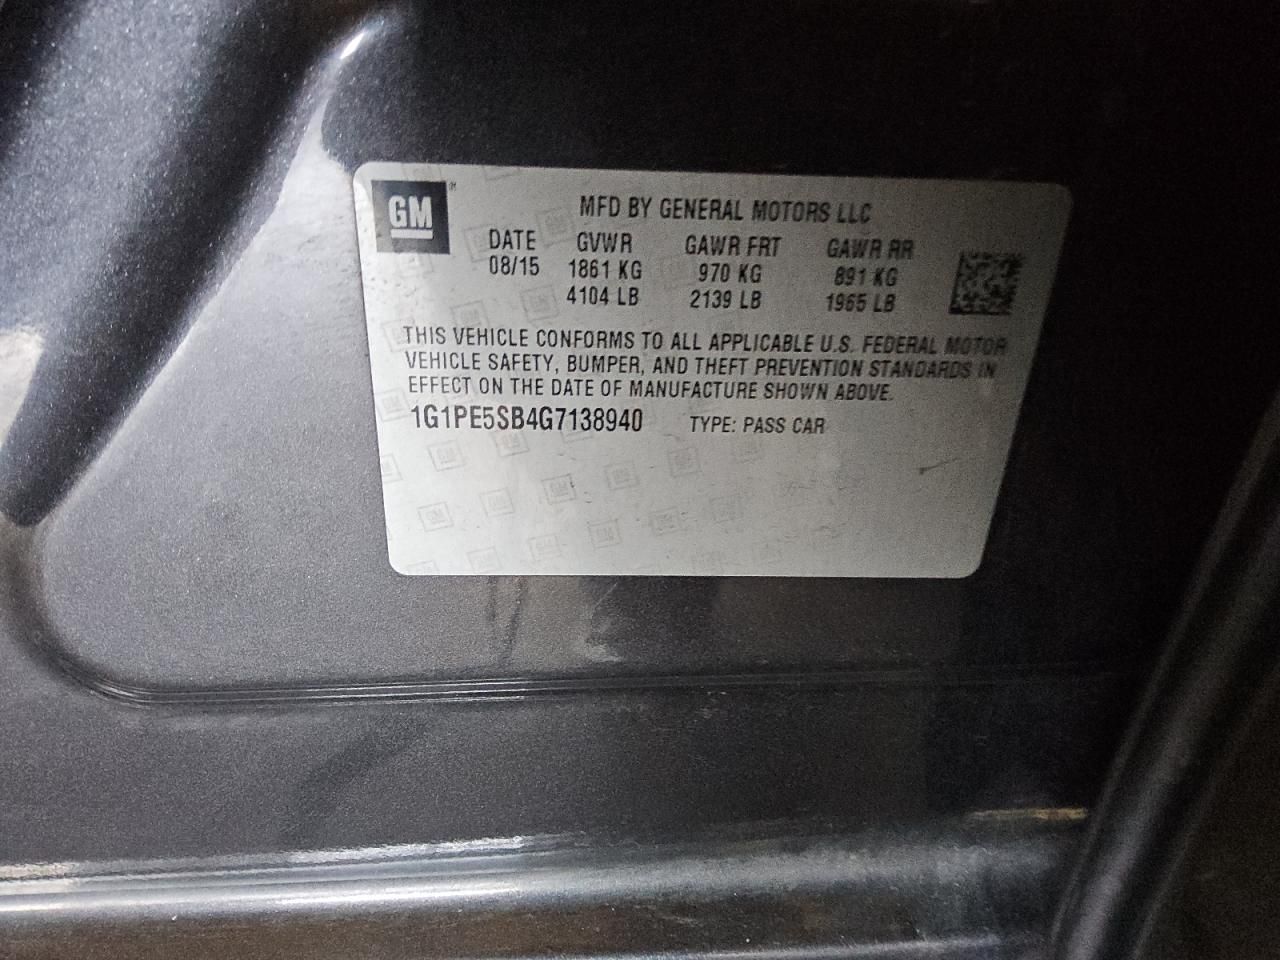 GM
MFD BY GENERAL MOTORS LLC
DATE GVWR GAWR FRT GAWR RR
08/15 1861 KG 970 KG 891 KG
4104 LB 2139 LB 1965 LB
THIS VEHICLE CONFORMS TO ALL APPLICABLE U.S. FEDERAL MOTOR
VEHICLE SAFETY, BUMPER, AND THEFT PREVENTION STANDARDS IN
EFFECT ON THE DATE OF MANUFACTURE SHOWN ABOVE.
1G1PE5SB4G7138940 TYPE: PASS CAR